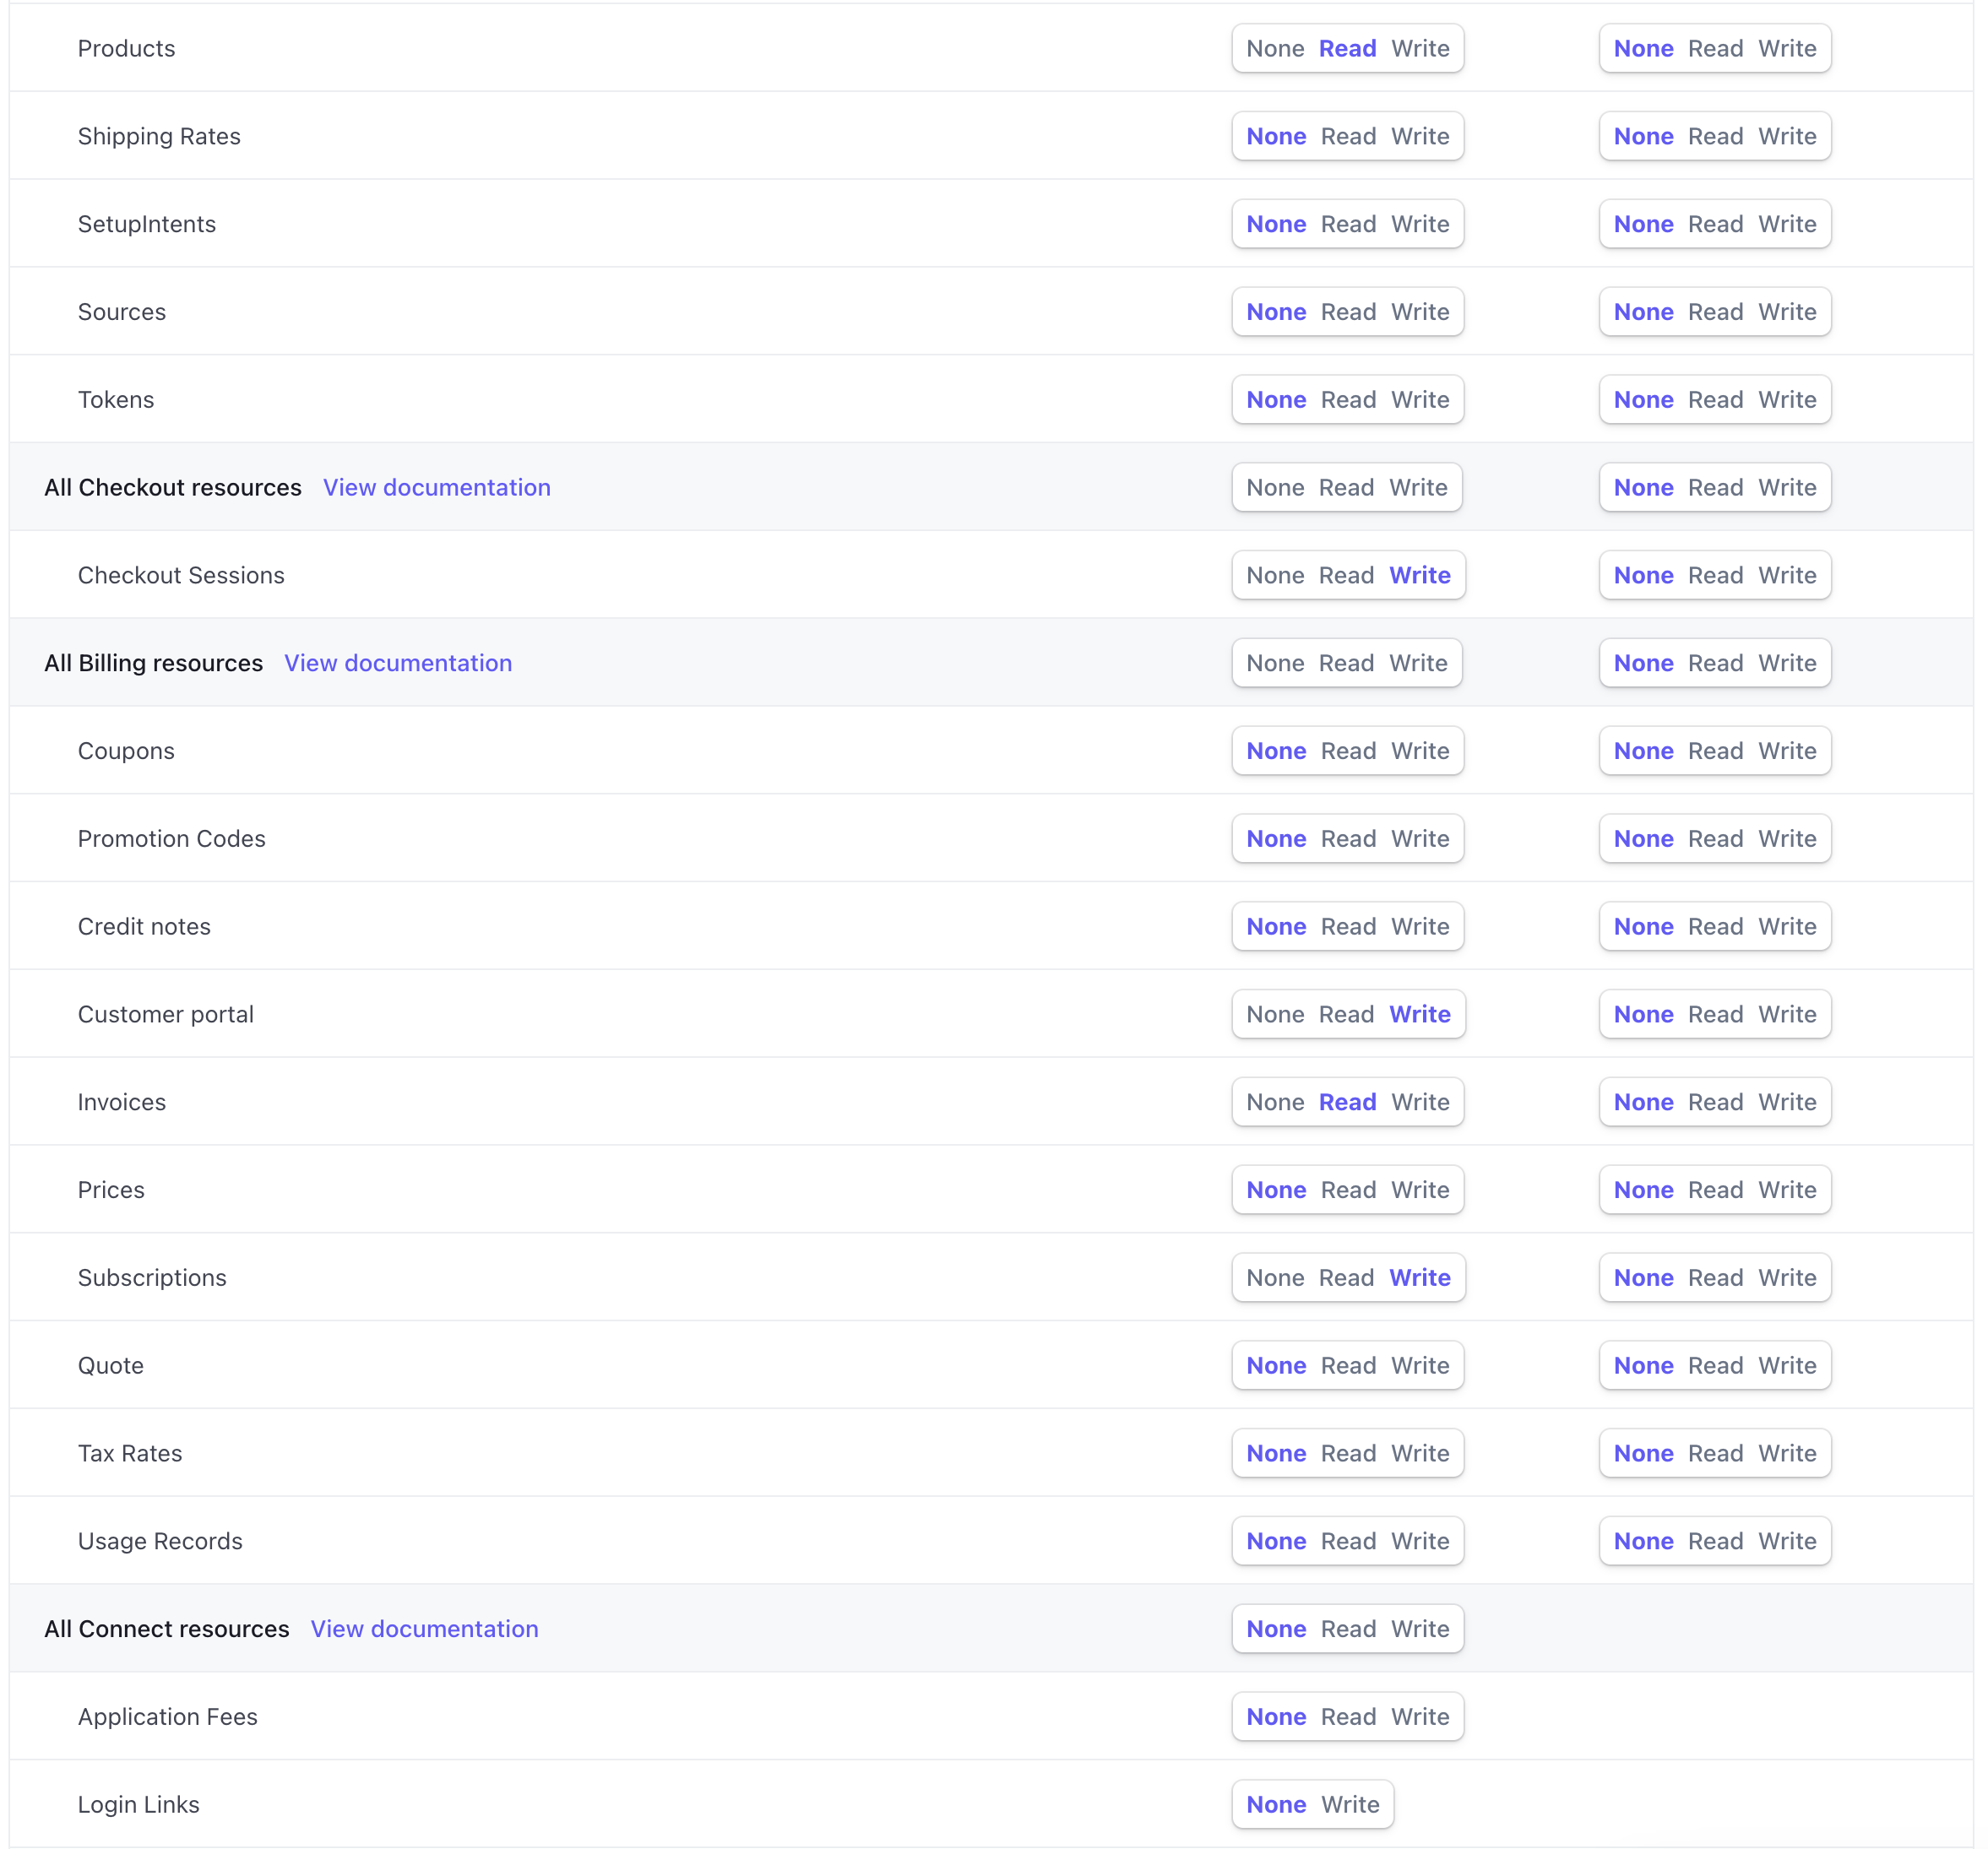 Products None Read Write None Read Write
Shipping Rates None Read Write None Read Write
SetupIntents None Read Write None Read Write
Sources None Read Write None Read Write
Tokens None Read Write None Read Write
All Checkout resources View documentation None Read Write None Read Write
Checkout Sessions None Read Write None Read Write
All Billing resources View documentation None Read Write None Read Write
Coupons None Read Write None Read Write
Promotion Codes None Read Write None Read Write
Credit notes None Read Write None Read Write
Customer portal None Read Write None Read Write
Invoices None Read Write None Read Write
Prices None Read Write None Read Write
Subscriptions None Read Write None Read Write
Quote None Read Write None Read Write
Tax Rates None Read Write None Read Write
Usage Records None Read Write None Read Write
All Connect resources View documentation None Read Write
Application Fees None Read Write
Login Links None Write